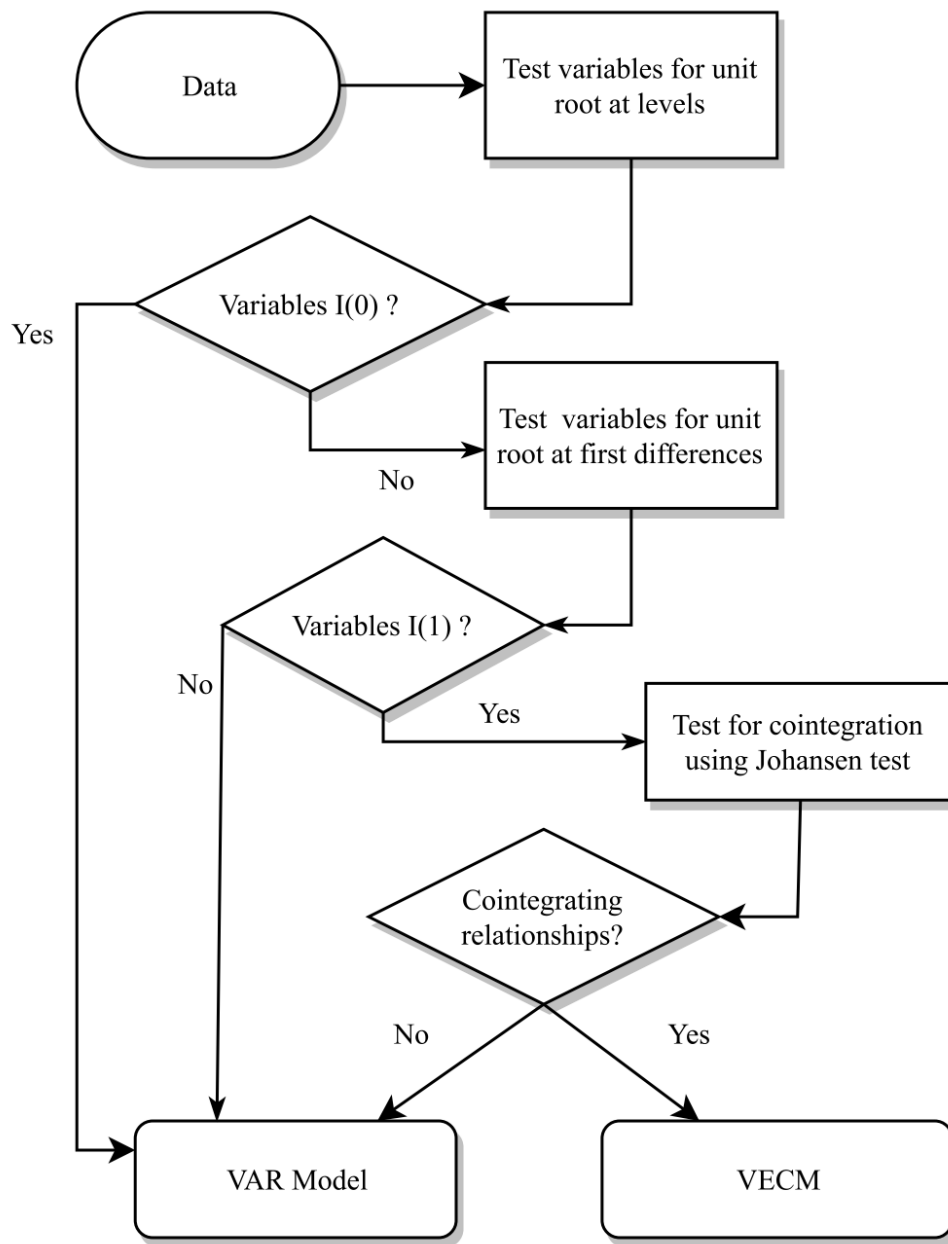 Data
Test variables for unit
root at levels
Variables I(0) ?
Yes
Test variables for unit
root at first differences
No
Variables I(1) ?
No
Yes
Test for cointegration
using Johansen test
Cointegrating
relationships?
No
Yes
VAR Model
VECM